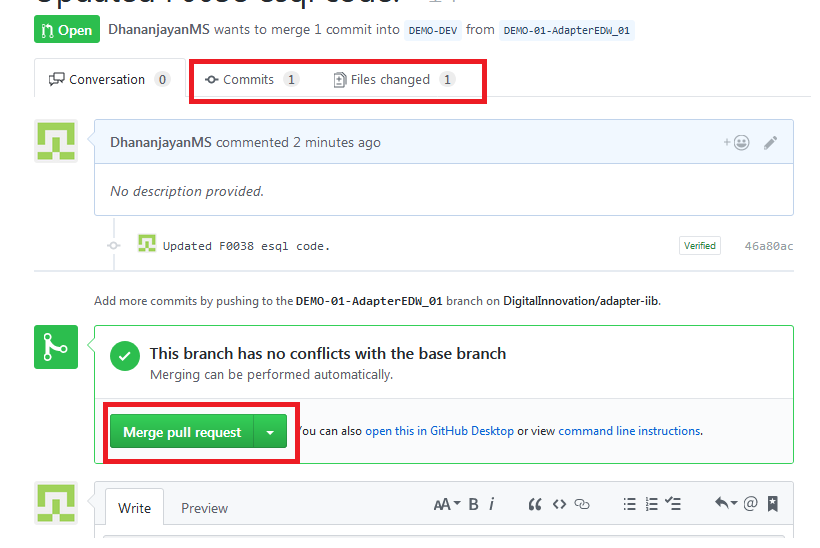 Updated F0038 esql code.
Open DhananjayanMS wants to merge 1 commit into DEMO-DEV from DEMO-01-AdapterEDW_01
Conversation 0 Commits 1 Files changed 1
DhananjayanMS commented 2 minutes ago
No description provided.
Updated F0038 esql code. Verified 46a80ac
Add more commits by pushing to the DEMO-01-AdapterEDW_01 branch on DigitalInnovation/adapter-iib.
This branch has no conflicts with the base branch
Merging can be performed automatically.
Merge pull request You can also open this in GitHub Desktop or view command line instructions.
Write Preview AA B i